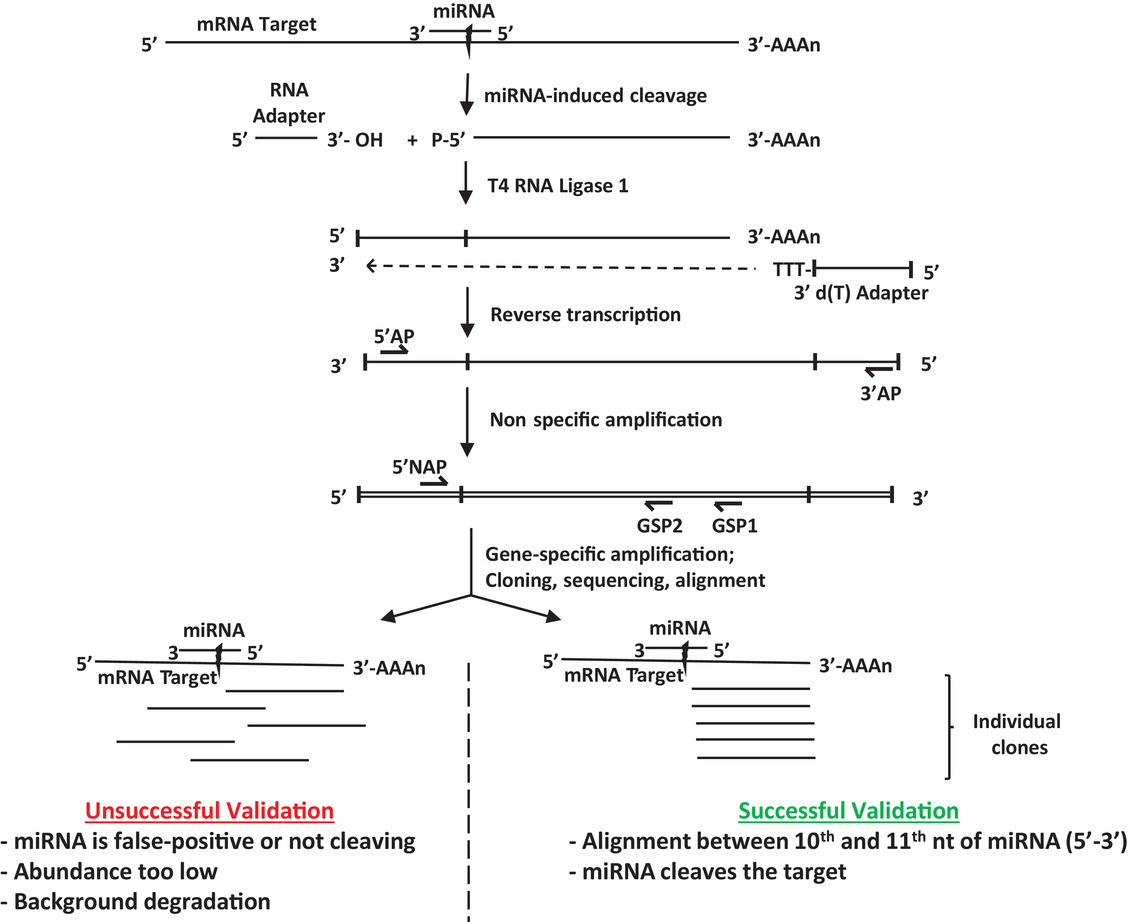 miRNA
mRNA Target
3’ 5’
5’ 3’-AAAn
miRNA-induced cleavage
RNA
Adapter
5’ 3’- OH + P-5’ 3’-AAAn
T4 RNA Ligase 1
5’ 3’-AAAn
3’ TTT- 5’
3’ d(T) Adapter
Reverse transcription
5’AP
3’ 5’
3’AP
Non specific amplification
5’NAP
5’ 3’
GSP2 GSP1
Gene-specific amplification;
Cloning, sequencing, alignment
miRNA
3 5’
5’ 3’-AAAn
mRNA Target
miRNA
3 5’
5’ 3’-AAAn
mRNA Target
Individual
clones
Unsuccessful Validation
- miRNA is false-positive or not cleaving
- Abundance too low
- Background degradation
Successful Validation
- Alignment between 10th and 11th nt of miRNA (5’-3’)
- miRNA cleaves the target